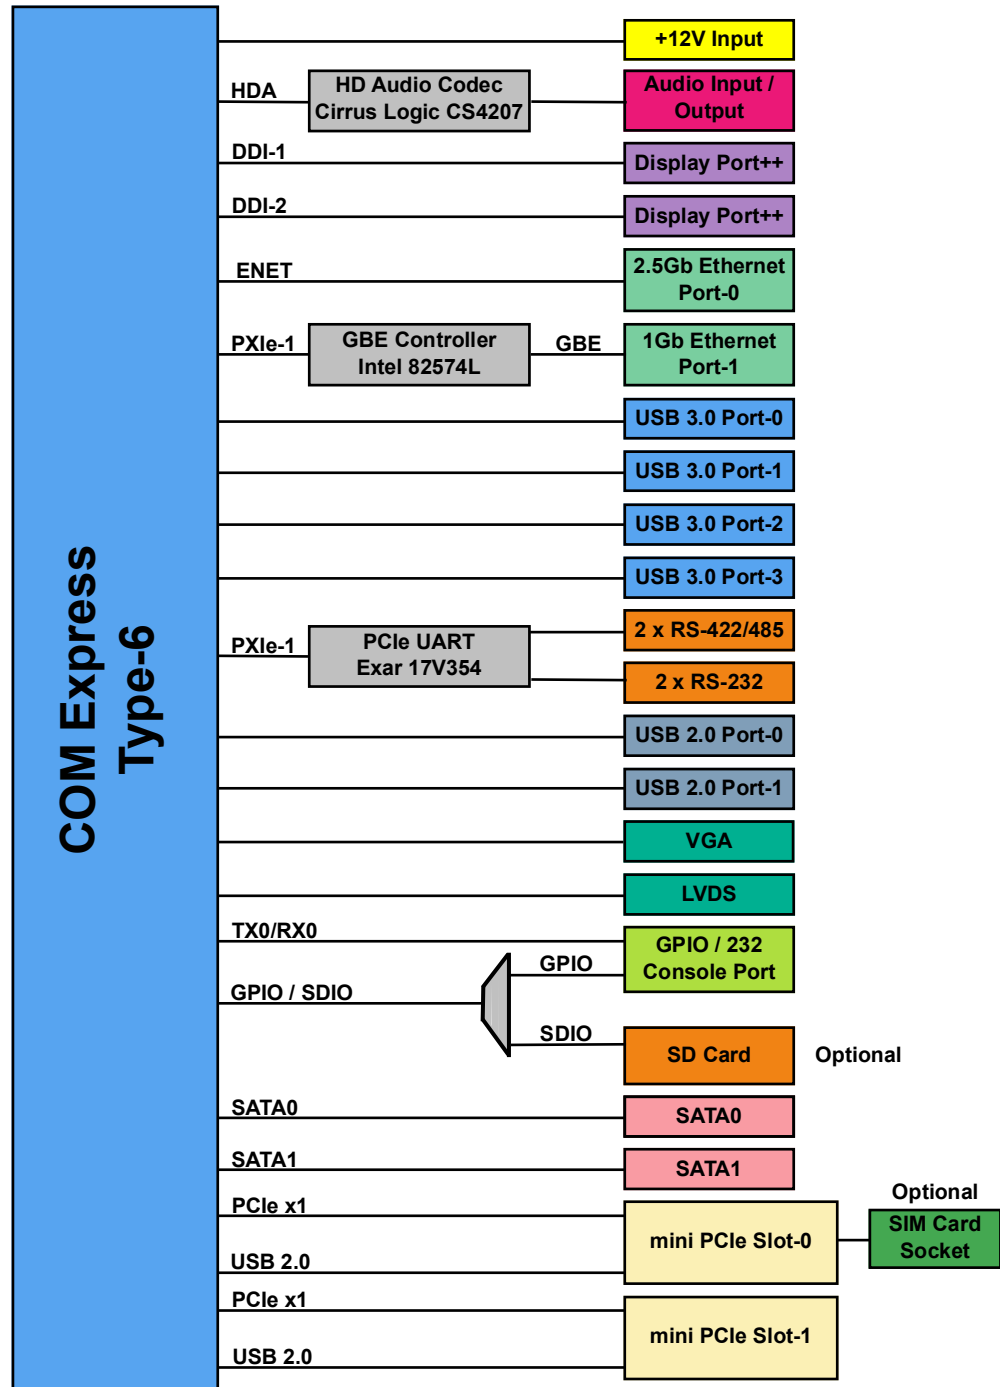 COM Express
Type-6
+12V Input
HDA
HD Audio Codec
Cirrus Logic CS4207
Audio Input /
Output
DDI-1
Display Port++
DDI-2
Display Port++
ENET
2.5Gb Ethernet
Port-0
PXIe-1
GBE Controller
Intel 82574L
GBE
1Gb Ethernet
Port-1
USB 3.0 Port-0
USB 3.0 Port-1
USB 3.0 Port-2
USB 3.0 Port-3
PXIe-1
PCIe UART
Exar 17V354
2 x RS-422/485
2 x RS-232
USB 2.0 Port-0
USB 2.0 Port-1
VGA
LVDS
TX0/RX0
GPIO / 232
Console Port
GPIO
GPIO / SDIO
SDIO
SD Card
Optional
SATA0
SATA0
SATA1
SATA1
PCIe x1
mini PCIe Slot-0
Optional
SIM Card
Socket
USB 2.0
PCIe x1
mini PCIe Slot-1
USB 2.0